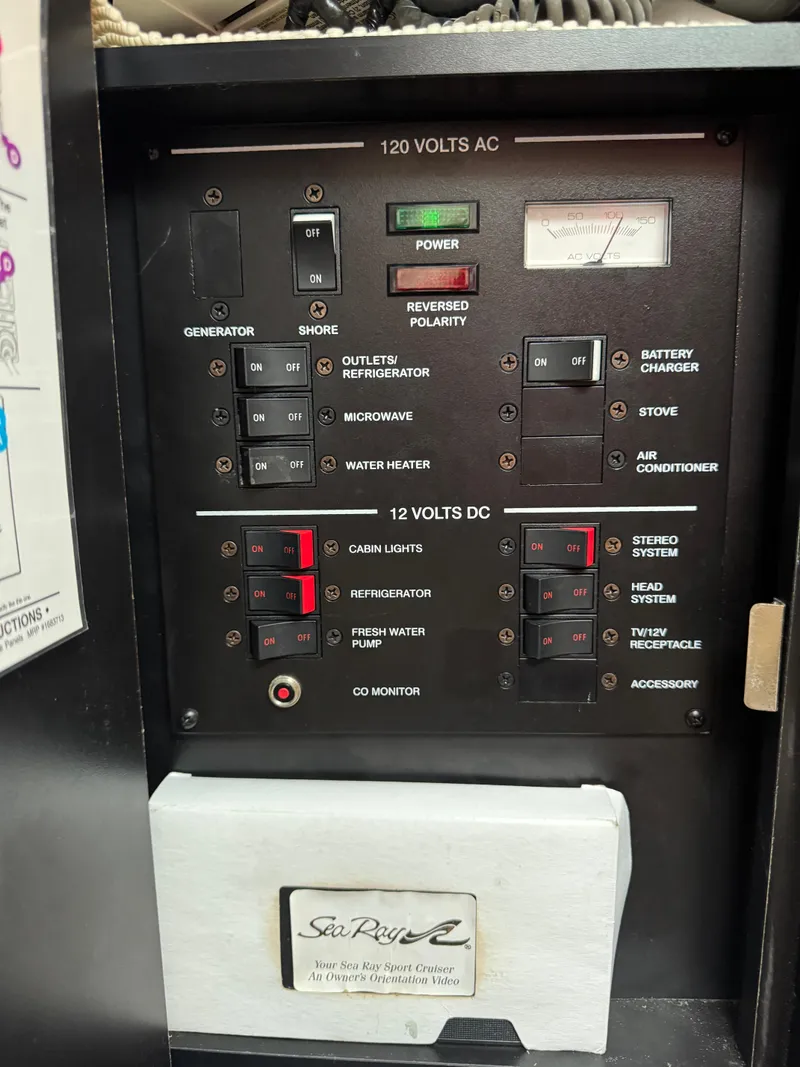 120 VOLTS AC
OFF
ON
0 50 100 150
AC VOLTS
POWER
REVERSED
POLARITY
GENERATOR
SHORE
ON OFF
OUTLETS/
REFRIGERATOR
ON OFF
BATTERY
CHARGER
ON OFF
MICROWAVE
STOVE
ON OFF
WATER HEATER
AIR
CONDITIONER
12 VOLTS DC
ON OFF
CABIN LIGHTS
ON OFF
STEREO
SYSTEM
ON OFF
REFRIGERATOR
ON OFF
HEAD
SYSTEM
ON OFF
FRESH WATER
PUMP
ON OFF
TV/12V
RECEPTACLE
CO MONITOR
ACCESSORY
UCTIONS •
Panels MRP #1683713
Sea Ray
Your Sea Ray Sport Cruiser
An Owner's Orientation Video